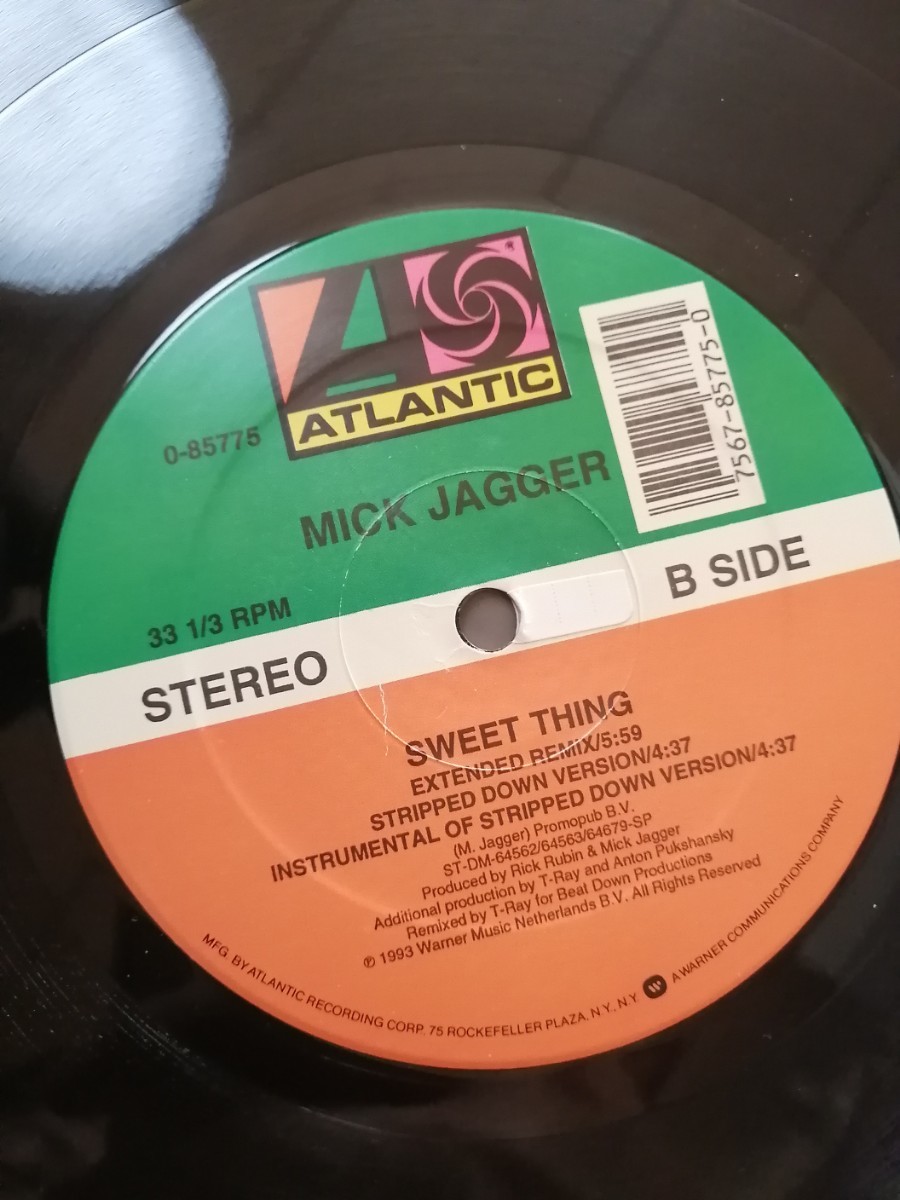 ATLANTIC
®
0-85775
7567-85775-0
MICK JAGGER
33 1/3 RPM
STEREO
B SIDE
SWEET THING
EXTENDED REMIX/5:59
STRIPPED DOWN VERSION/4:37
INSTRUMENTAL OF STRIPPED DOWN VERSION/4:37
(M. Jagger) Promopub B.V.
ST-DM-64562/64563/64679-SP
Produced by Rick Rubin & Mick Jagger
Additional production by T-Ray and Anton Pukshansky
Remixed by T-Ray for Beat Down Productions
℗ 1993 Warner Music Netherlands B.V. All Rights Reserved
MFG. BY ATLANTIC RECORDING CORP. 75 ROCKEFELLER PLAZA, N.Y., N.Y. A WARNER COMMUNICATIONS COMPANY